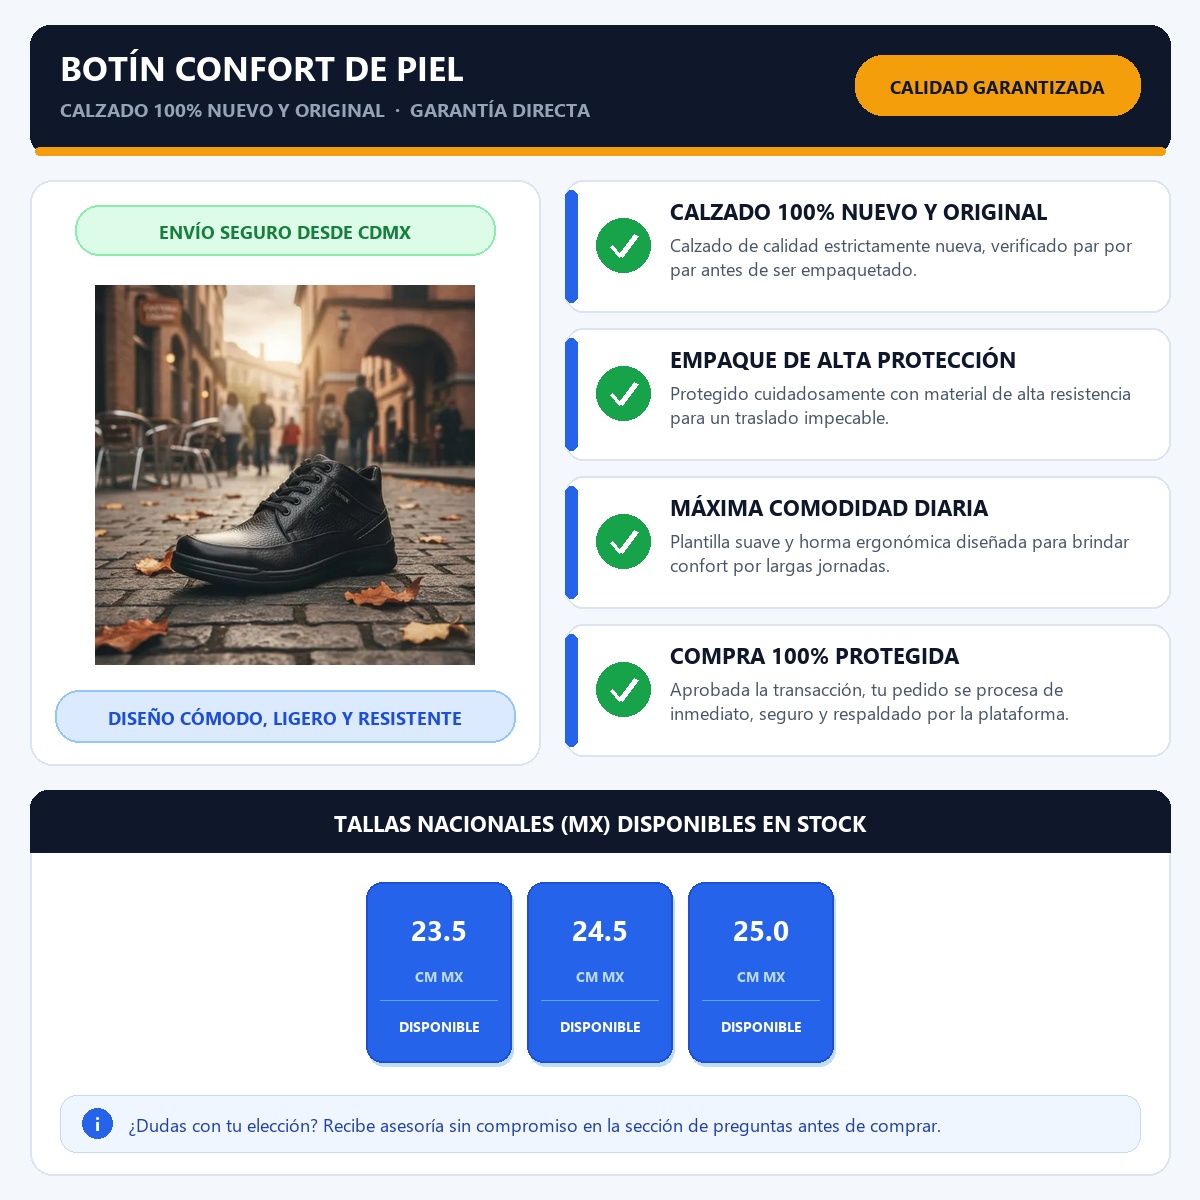 BOTÍN CONFORT DE PIEL
CALZADO 100% NUEVO Y ORIGINAL · GARANTÍA DIRECTA
CALIDAD GARANTIZADA
ENVÍO SEGURO DESDE CDMX
DISEÑO CÓMODO, LIGERO Y RESISTENTE
CALZADO 100% NUEVO Y ORIGINAL
Calzado de calidad estrictamente nueva, verificado par por
par antes de ser empaquetado.
EMPAQUE DE ALTA PROTECCIÓN
Protegido cuidadosamente con material de alta resistencia
para un traslado impecable.
MÁXIMA COMODIDAD DIARIA
Plantilla suave y horma ergonómica diseñada para brindar
confort por largas jornadas.
COMPRA 100% PROTEGIDA
Aprobada la transacción, tu pedido se procesa de
inmediato, seguro y respaldado por la plataforma.
TALLAS NACIONALES (MX) DISPONIBLES EN STOCK
23.5
CM MX
DISPONIBLE
24.5
CM MX
DISPONIBLE
25.0
CM MX
DISPONIBLE
i
¿Dudas con tu elección? Recibe asesoría sin compromiso en la sección de preguntas antes de comprar.